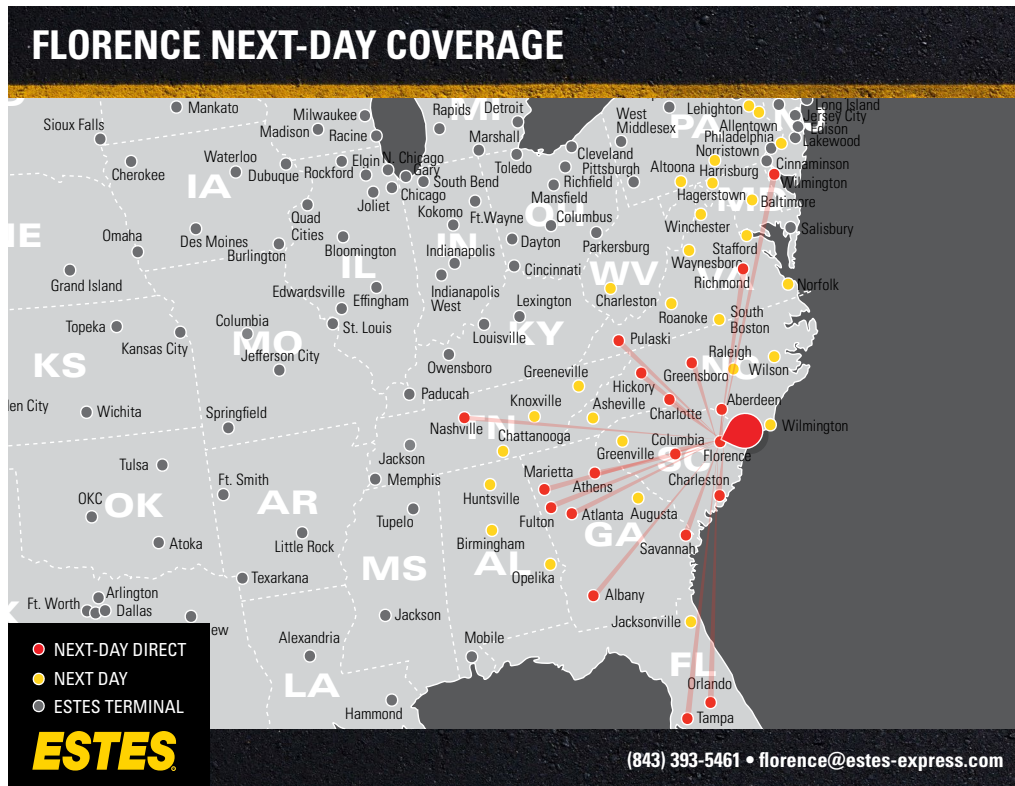 FLORENCE NEXT-DAY COVERAGE
Mankato
Sioux Falls
Milwaukee
Madison
Racine
Rapids
Detroit
MI
West
Middlesex
PA
Lehighton
Allentown
Long Island
Jersey City
Edison
Lakewood
Philadelphia
Norristown
Cinnaminson
Wilmington
Marshall
Toledo
Cleveland
Pittsburgh
Richfield
Mansfield
Altoona
Harrisburg
Hagerstown
MD
Baltimore
Cherokee
Waterloo
Dubuque
Rockford
Elgin
N. Chicago
Gary
Chicago
Joliet
South Bend
IA
Kokomo
Ft.Wayne
OH
Columbus
Winchester
Salisbury
Quad
Cities
Omaha
Des Moines
Burlington
Bloomington
IL
IN
Indianapolis
Dayton
Parkersburg
Stafford
Waynesboro
VA
Richmond
Grand Island
Cincinnati
WV
Charleston
Norfolk
Edwardsville
Effingham
Indianapolis
West
Lexington
Roanoke
South
Boston
Topeka
Kansas City
Columbia
MO
Jefferson City
St. Louis
Louisville
KY
Pulaski
KS
Owensboro
Greeneville
Hickory
Greensboro
Raleigh
NC
Wilson
Wichita
Springfield
Paducah
Knoxville
Asheville
Charlotte
Aberdeen
Nashville
TN
Chattanooga
Greenville
Columbia
SC
Florence
Wilmington
Tulsa
Jackson
Memphis
Marietta
Athens
Charleston
OKC
OK
Ft. Smith
AR
Tupelo
Huntsville
Fulton
Atlanta
Augusta
GA
Atoka
Little Rock
Birmingham
AL
Savannah
MS
Opelika
Texarkana
Albany
Ft. Worth
Arlington
Dallas
Jackson
Jacksonville
Alexandria
Mobile
FL
LA
Orlando
Hammond
Tampa
NEXT-DAY DIRECT
NEXT DAY
ESTES TERMINAL
ESTES
(843) 393-5461 • florence@estes-express.com